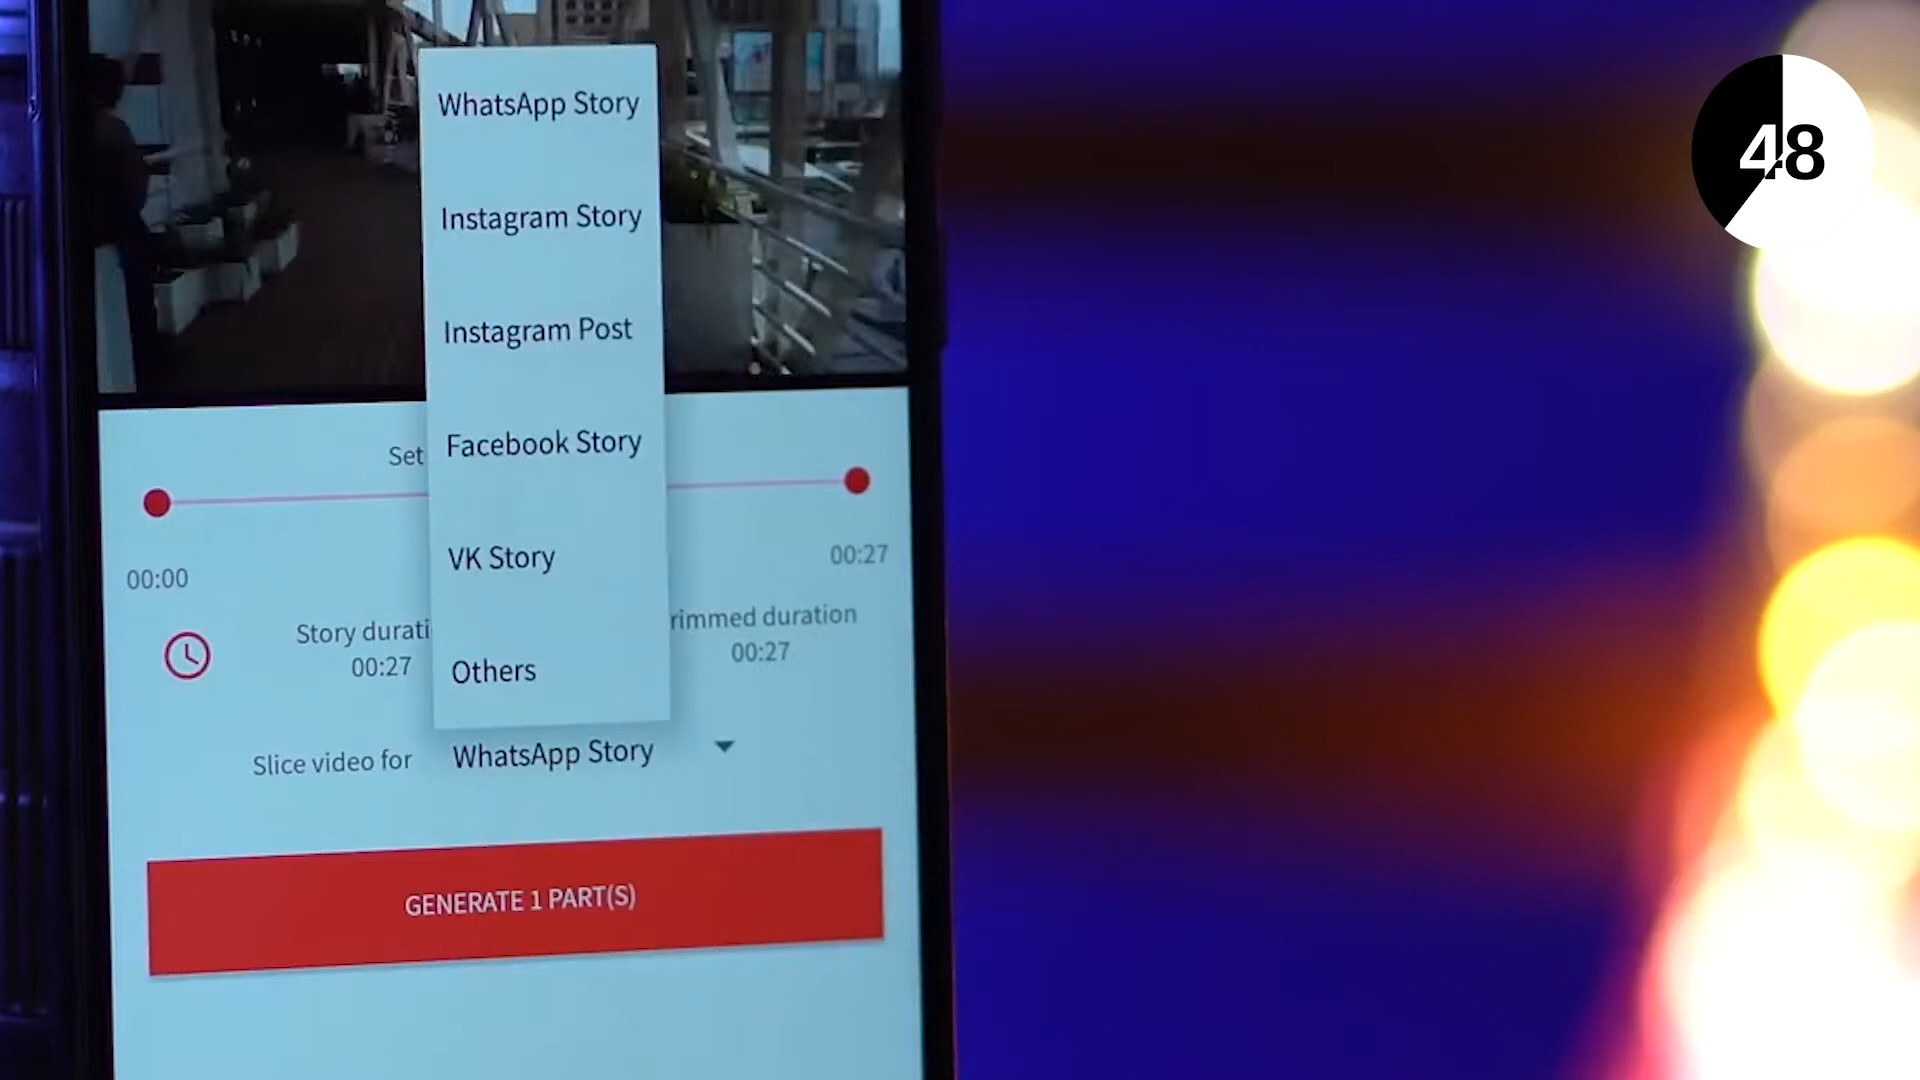 48
WhatsApp Story
Instagram Story
Instagram Post
Facebook Story
VK Story
Others
Set
00:00
00:27
Story durati
rimmed duration
00:27
00:27
Slice video for
WhatsApp Story
GENERATE 1 PART(S)